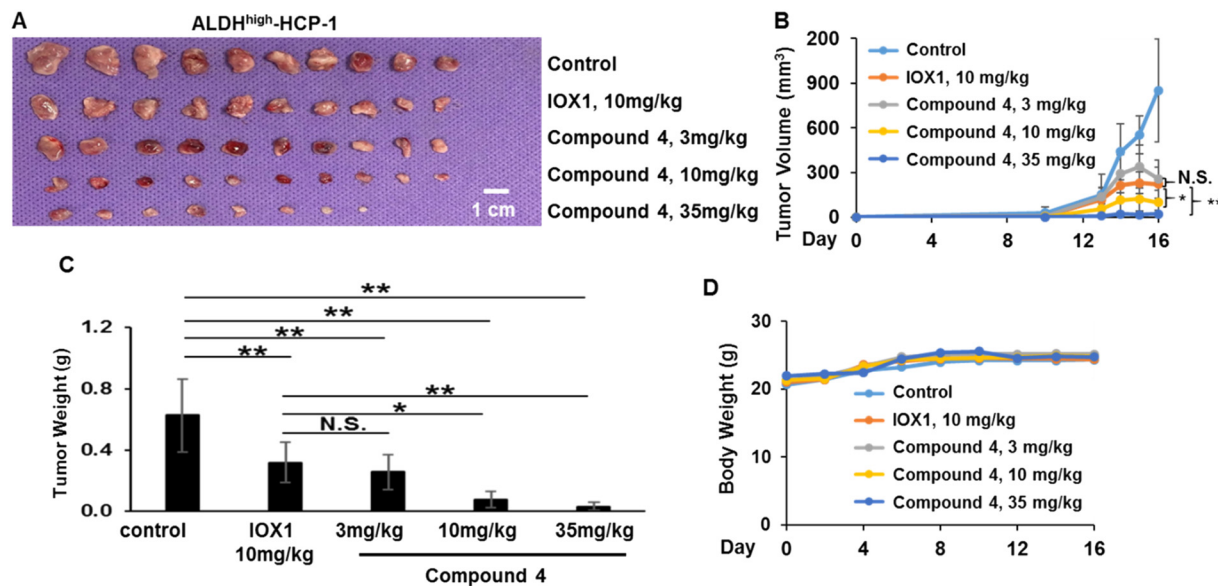 A
ALDHhigh-HCP-1
Control
IOX1, 10mg/kg
Compound 4, 3mg/kg
Compound 4, 10mg/kg
1 cm
Compound 4, 35mg/kg
B
Tumor Volume (mm3)
200
900
600
300
0
Control
IOX1, 10 mg/kg
Compound 4, 3 mg/kg
Compound 4, 10 mg/kg
Compound 4, 35 mg/kg
N.S.
*
**
Day 0 4 8 12 16
C
Tumor Weight (g)
1.2
0.8
0.4
0.0
**
**
**
**
**
*
N.S.
control IOX1 3mg/kg 10mg/kg 35mg/kg
10mg/kg
Compound 4
D
Body Weight (g)
30
20
10
0
Control
IOX1, 10 mg/kg
Compound 4, 3 mg/kg
Compound 4, 10 mg/kg
Compound 4, 35 mg/kg
Day 0 4 8 12 16